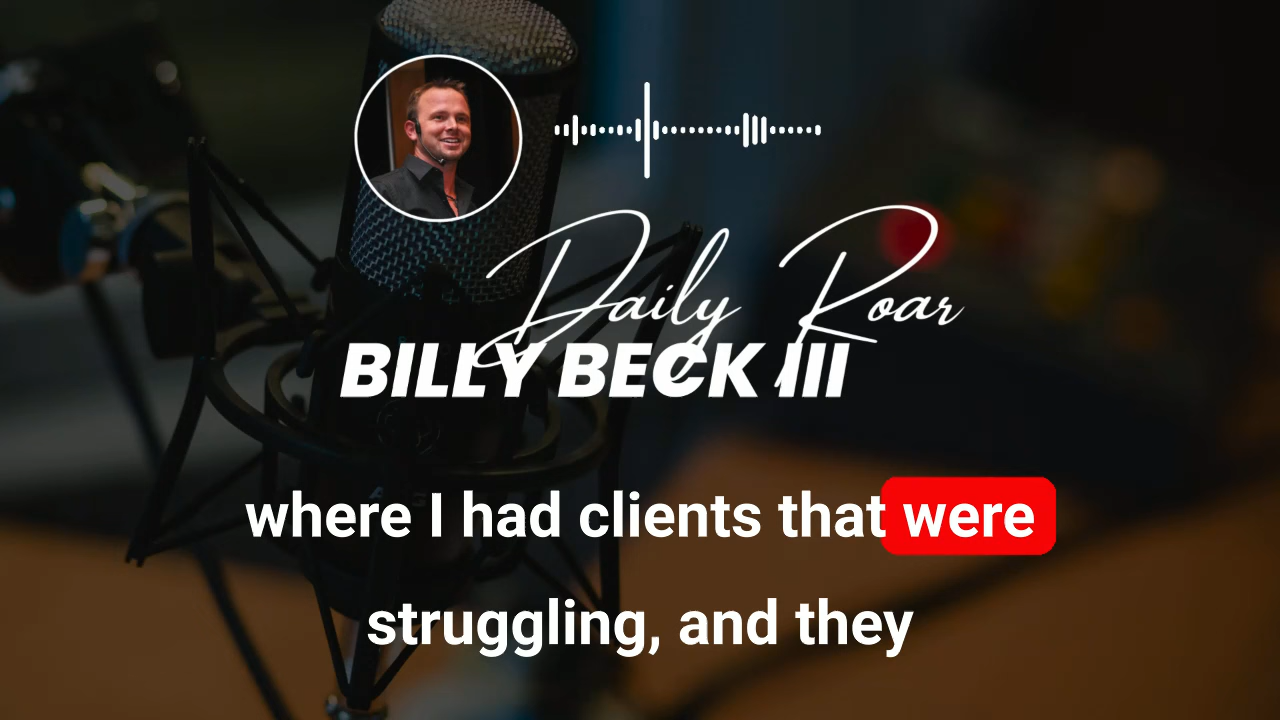 Daily Roar
BILLY BECK III
where I had clients that were
struggling, and they